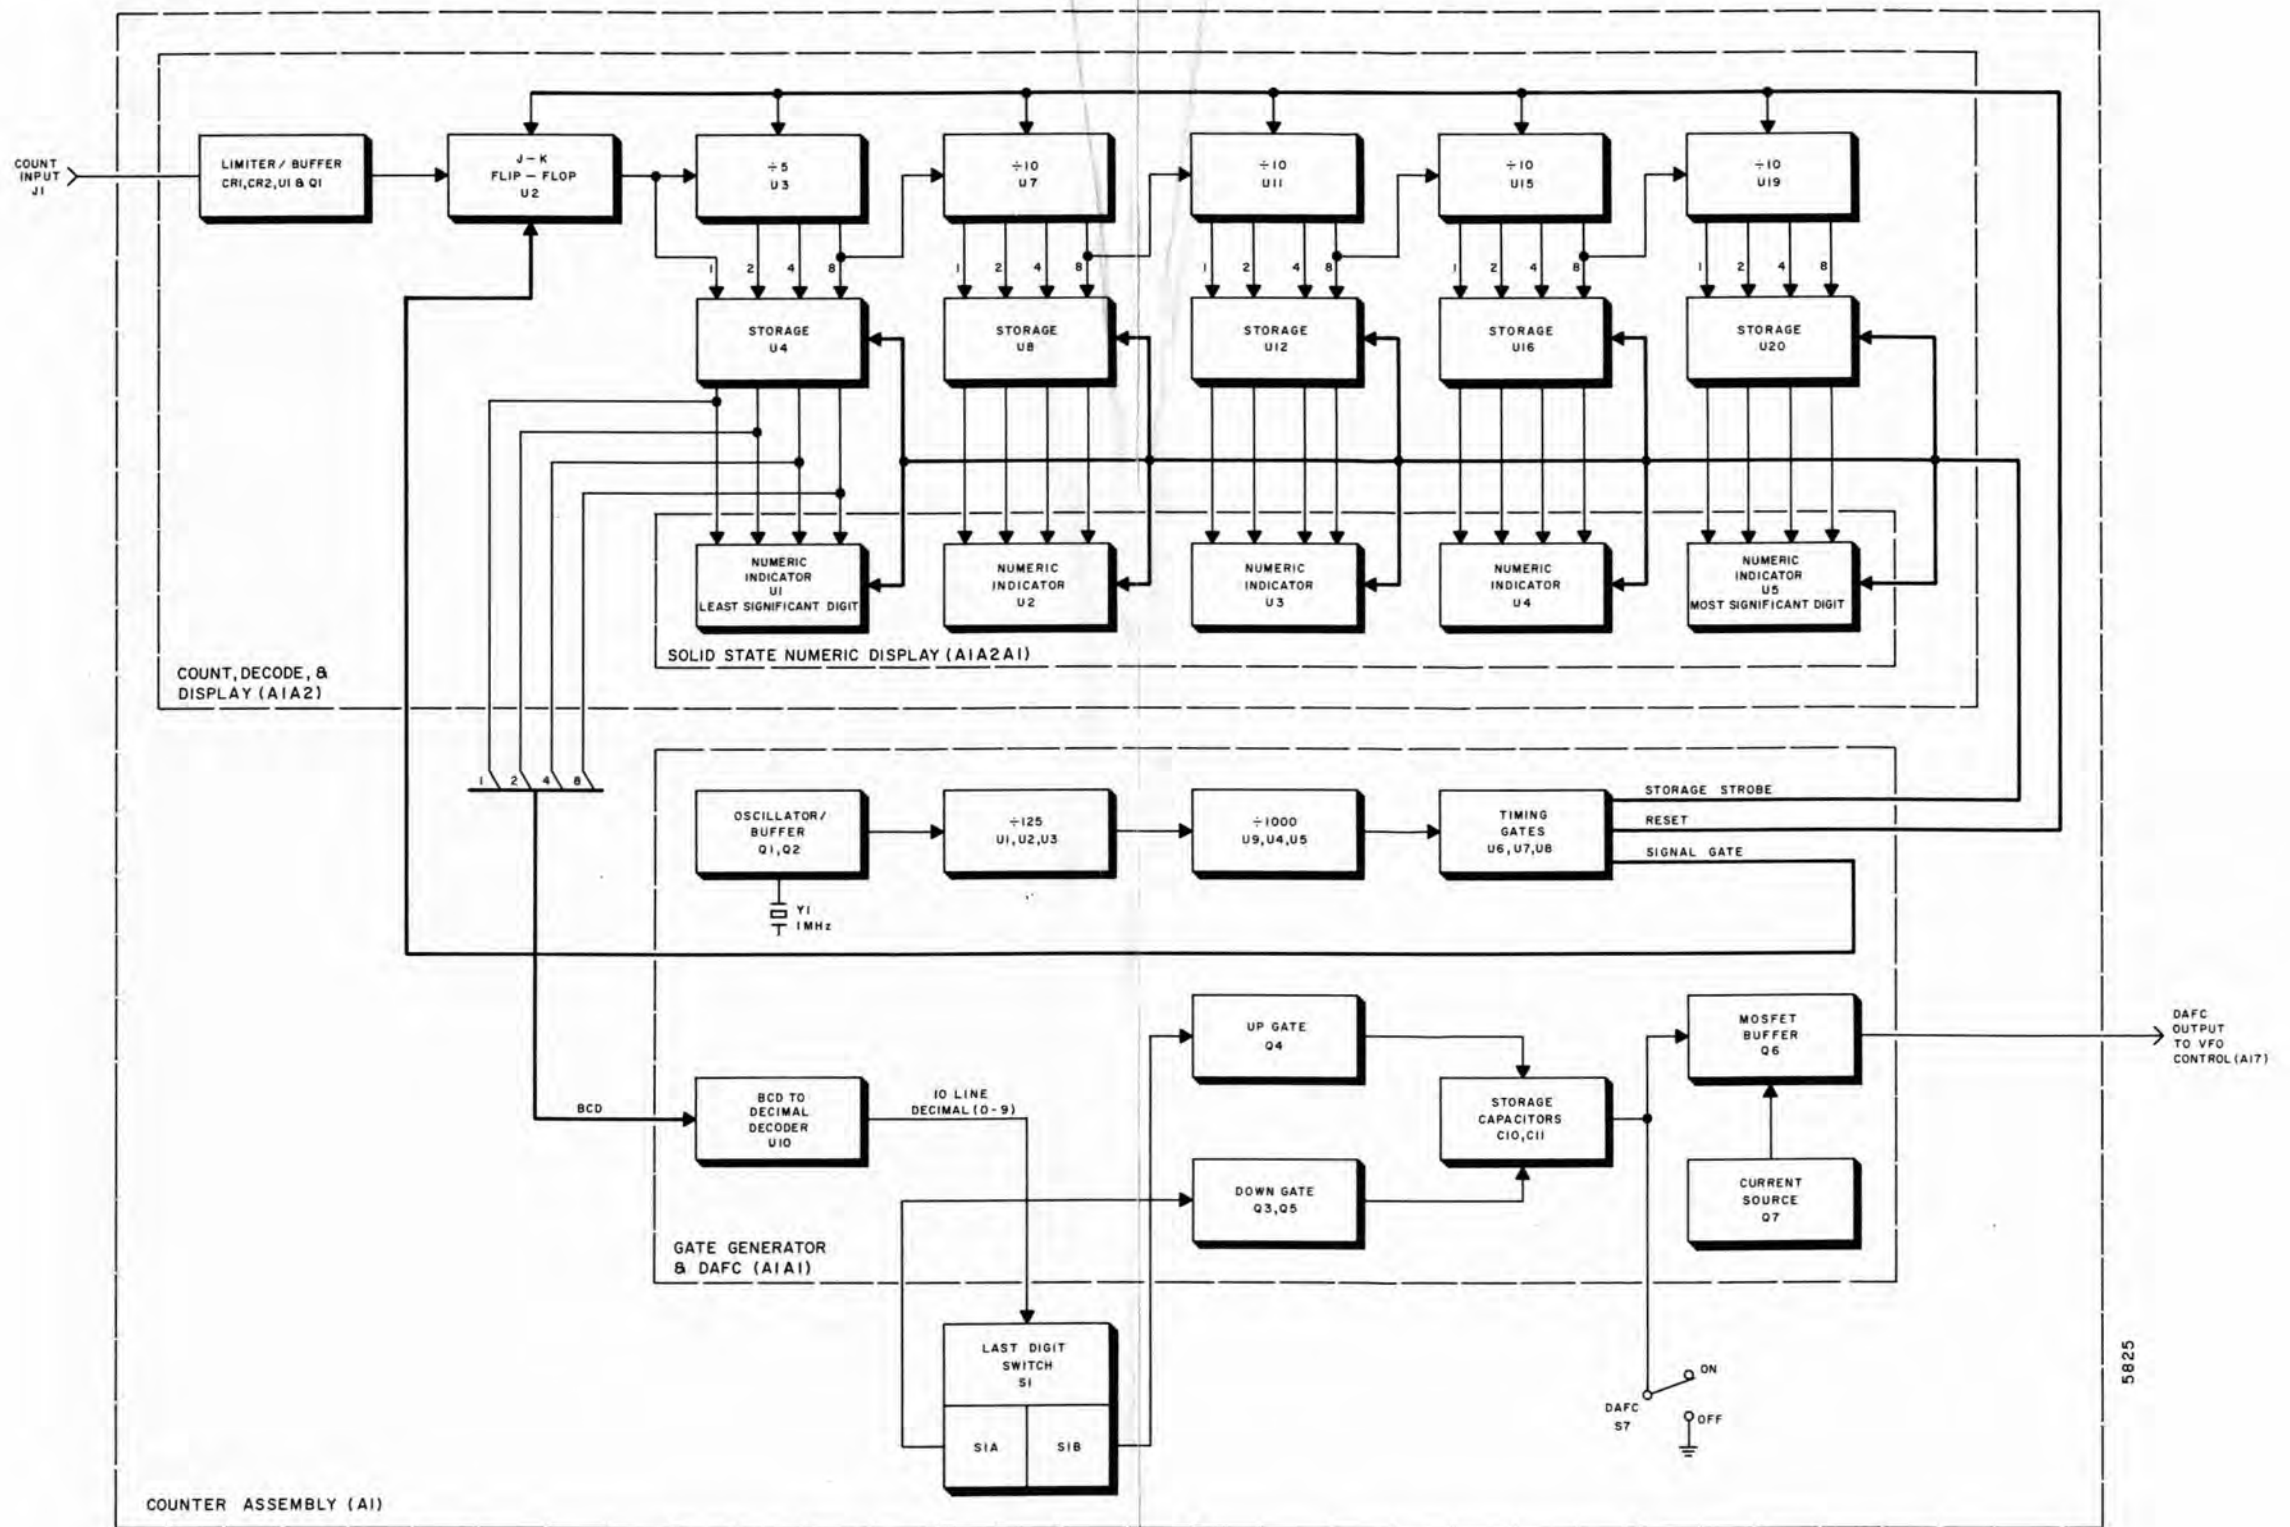 COUNT
INPUT
J1
LIMITER / BUFFER
CR1,CR2,U1 & Q1
J-K
FLIP-FLOP
U2
÷5
U3
÷10
U7
÷10
U11
÷10
U15
÷10
U19
1 2 4 8
1 2 4 8
1 2 4 8
1 2 4 8
1 2 4 8
STORAGE
U4
STORAGE
U8
STORAGE
U12
STORAGE
U16
STORAGE
U20
NUMERIC
INDICATOR
U1
LEAST SIGNIFICANT DIGIT
NUMERIC
INDICATOR
U2
NUMERIC
INDICATOR
U3
NUMERIC
INDICATOR
U4
NUMERIC
INDICATOR
U5
MOST SIGNIFICANT DIGIT
SOLID STATE NUMERIC DISPLAY (A1A2A1)
COUNT, DECODE, &
DISPLAY (A1A2)
1 2 4 8
OSCILLATOR/
BUFFER
Q1,Q2
Y1
1MHz
÷125
U1,U2,U3
÷1000
U9,U4,U5
TIMING
GATES
U6,U7,U8
STORAGE STROBE
RESET
SIGNAL GATE
UP GATE
Q4
MOSFET
BUFFER
Q6
DAFC
OUTPUT
TO VFO
CONTROL (A17)
BCD
BCD TO
DECIMAL
DECODER
U10
10 LINE
DECIMAL (0-9)
STORAGE
CAPACITORS
C10,C11
DOWN GATE
Q3,Q5
CURRENT
SOURCE
Q7
GATE GENERATOR
& DAFC (A1A1)
LAST DIGIT
SWITCH
S1
S1A
S1B
ON
DAFC
S7
OFF
5825
COUNTER ASSEMBLY (A1)